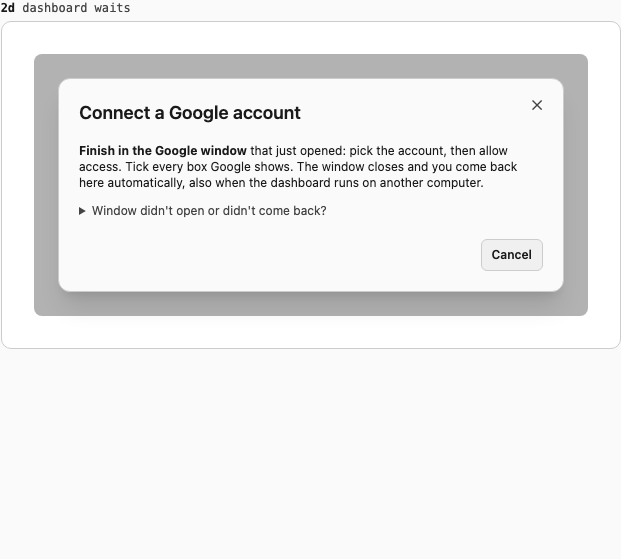 2d dashboard waits
Connect a Google account
Finish in the Google window that just opened: pick the account, then allow
access. Tick every box Google shows. The window closes and you come back
here automatically, also when the dashboard runs on another computer.
Window didn't open or didn't come back?
Cancel